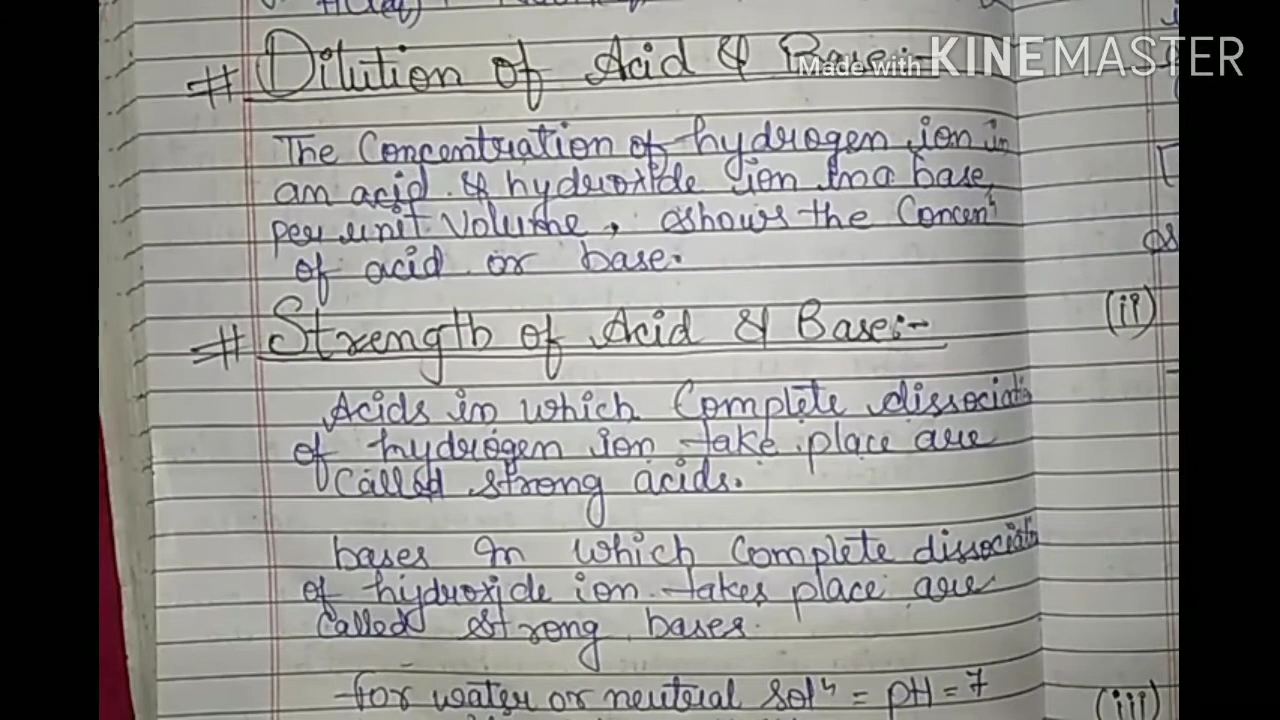 # Dilution of Acid & Base:-
Made with KINEMASTER
The Concentration of hydrogen ion in
an acid & hydroxide ion in a base,
per unit Volume, shows the Concenⁿ
of acid or base.
# Strength of Acid & Base:-
(ii)
Acids in which Complete dissociatn
of hydrogen ion take place are
Called strong acids.
bases In which Complete dissociatn
of hydroxide ion takes place are
Called strong bases.
for water or neutral solⁿ = pH = 7
(iii)